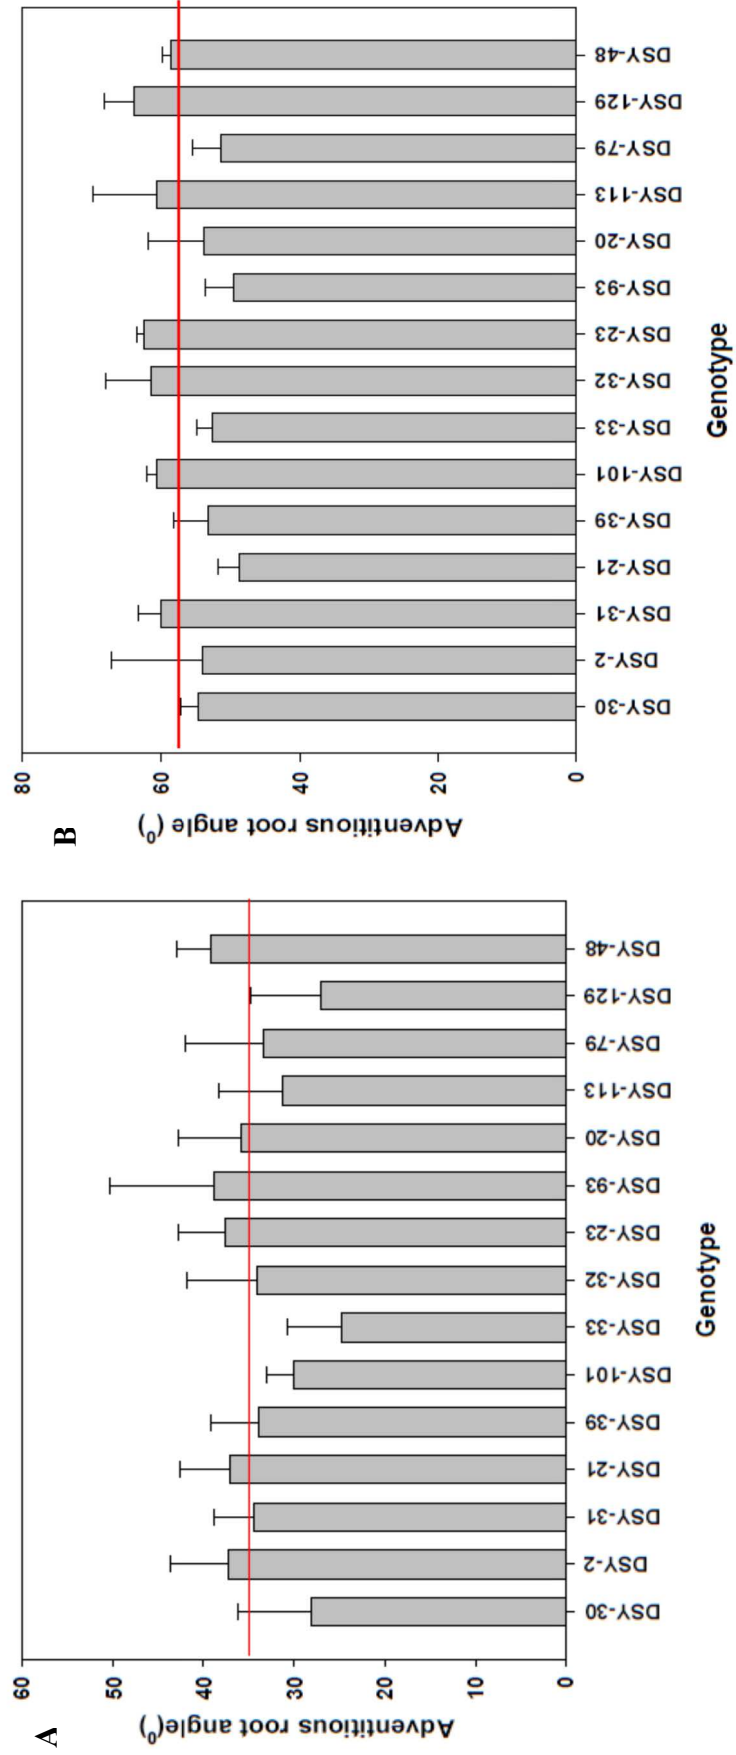 A
Adventitious root angle(⁰)
60
50
40
30
20
10
0
DSY-30
DSY-2
DSY-31
DSY-21
DSY-39
DSY-101
DSY-33
DSY-32
DSY-23
DSY-93
DSY-20
DSY-113
DSY-79
DSY-129
DSY-48
Genotype
B
Adventitious root angle (⁰)
80
60
40
20
0
DSY-30
DSY-2
DSY-31
DSY-21
DSY-39
DSY-101
DSY-33
DSY-32
DSY-23
DSY-93
DSY-20
DSY-113
DSY-79
DSY-129
DSY-48
Genotype